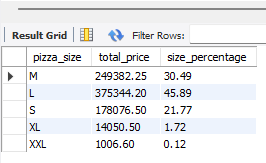 Result Grid Filter Rows:
pizza_size total_price size_percentage
M 249382.25 30.49
L 375344.20 45.89
S 178076.50 21.77
XL 14050.50 1.72
XXL 1006.60 0.12